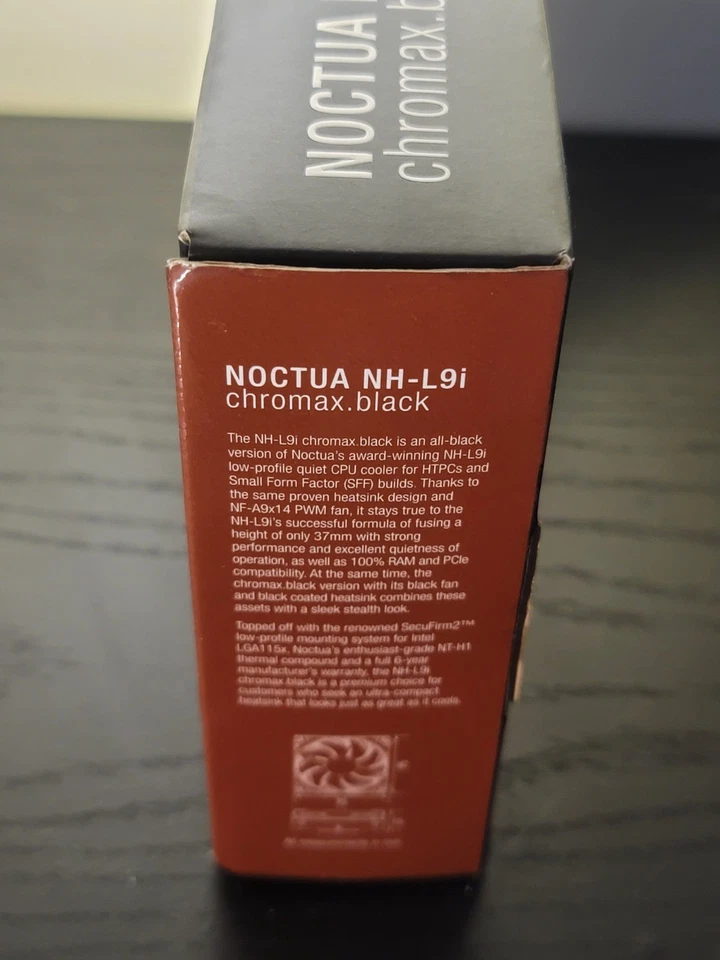 NOCTUA
chromax.b
NOCTUA NH-L9i
chromax.black
The NH-L9i chromax.black is an all-black
version of Noctua's award-winning NH-L9i
low-profile quiet CPU cooler for HTPCs and
Small Form Factor (SFF) builds. Thanks to
the same proven heatsink design and
NF-A9x14 PWM fan, it stays true to the
NH-L9i's successful formula of fusing a
height of only 37mm with strong
performance and excellent quietness of
operation, as well as 100% RAM and PCIe
compatibility. At the same time, the
chromax.black version with its black fan
and black coated heatsink combines these
assets with a sleek stealth look.
Topped off with the renowned SecuFirm2™
low-profile mounting system for Intel
LGA115x, Noctua's enthusiast-grade NT-H1
thermal compound and a full 6-year
manufacturer's warranty, the NH-L9i
chromax.black is a premium choice for
customers who seek an ultra-compact
heatsink that looks just as great as it cools.